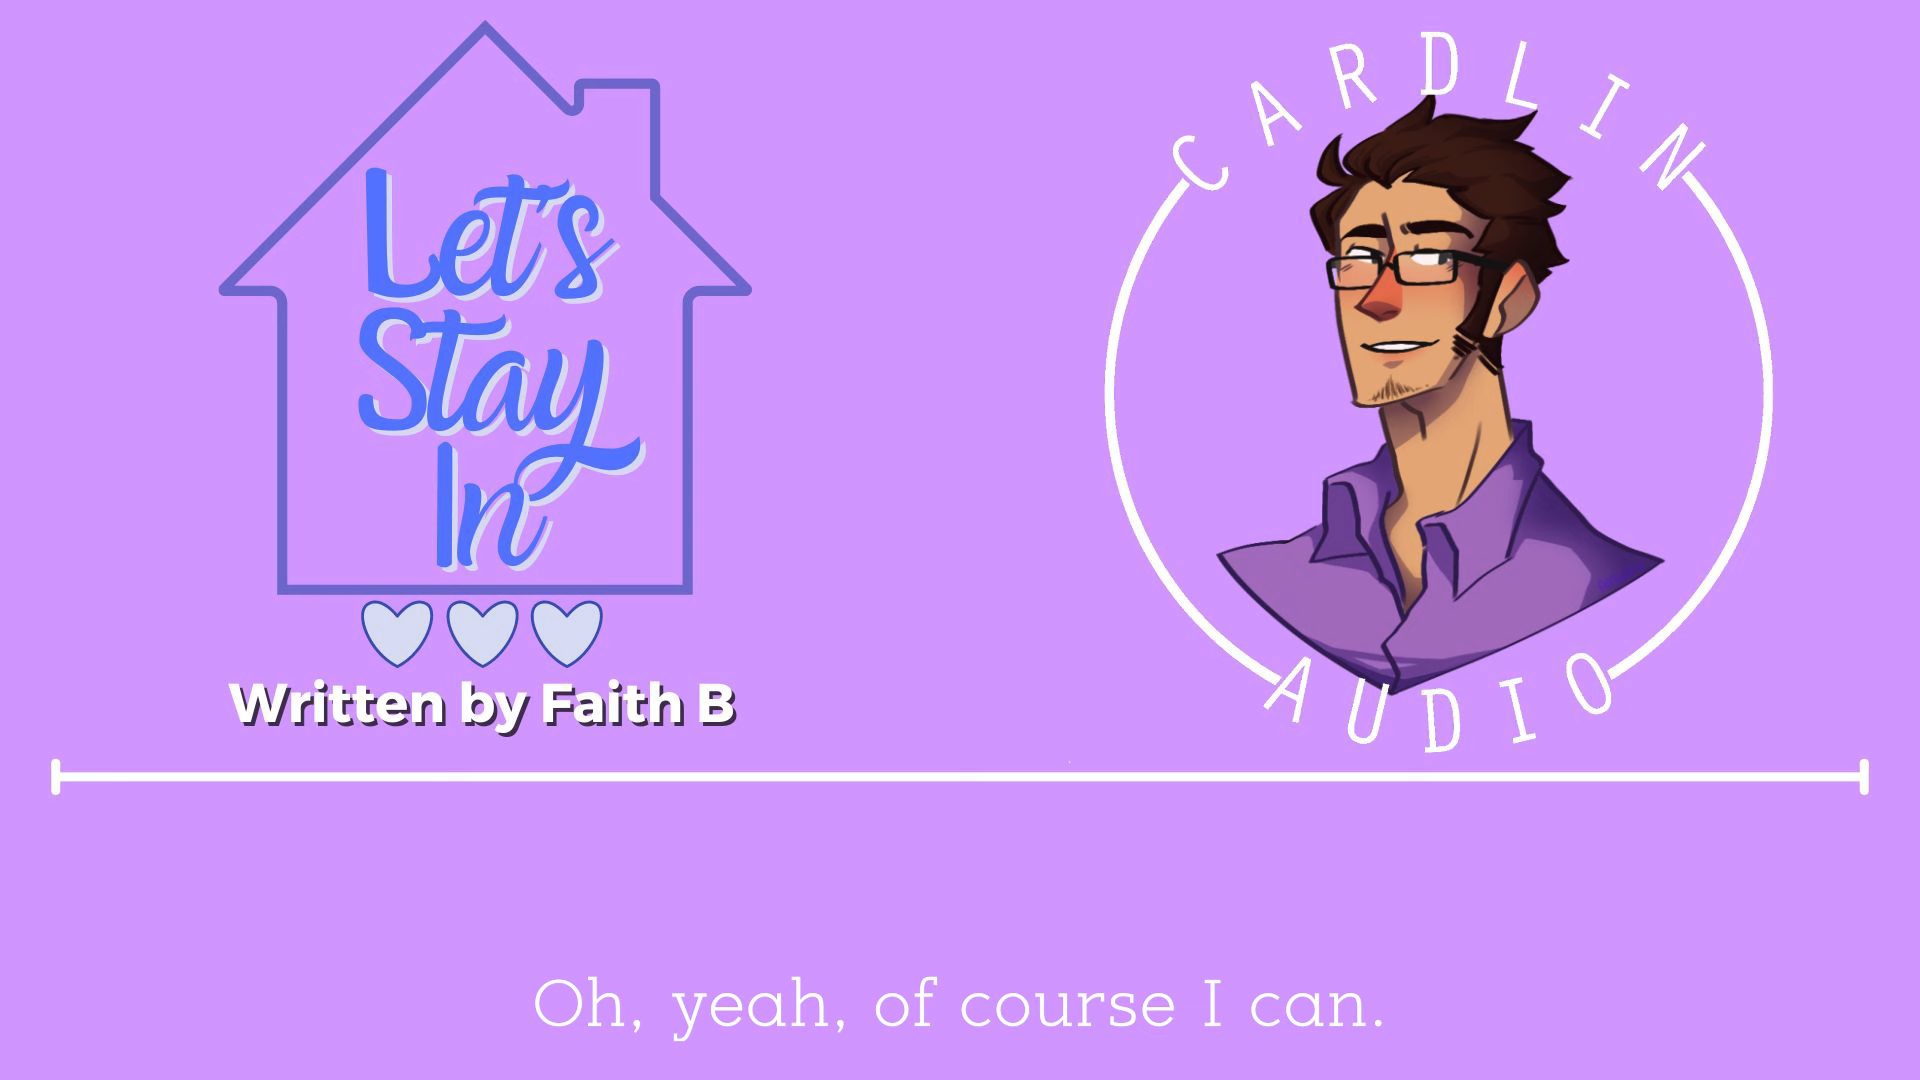 Let's
Stay
In
Written by Faith B
CARDLIN
AUDIO
Oh, yeah, of course I can.